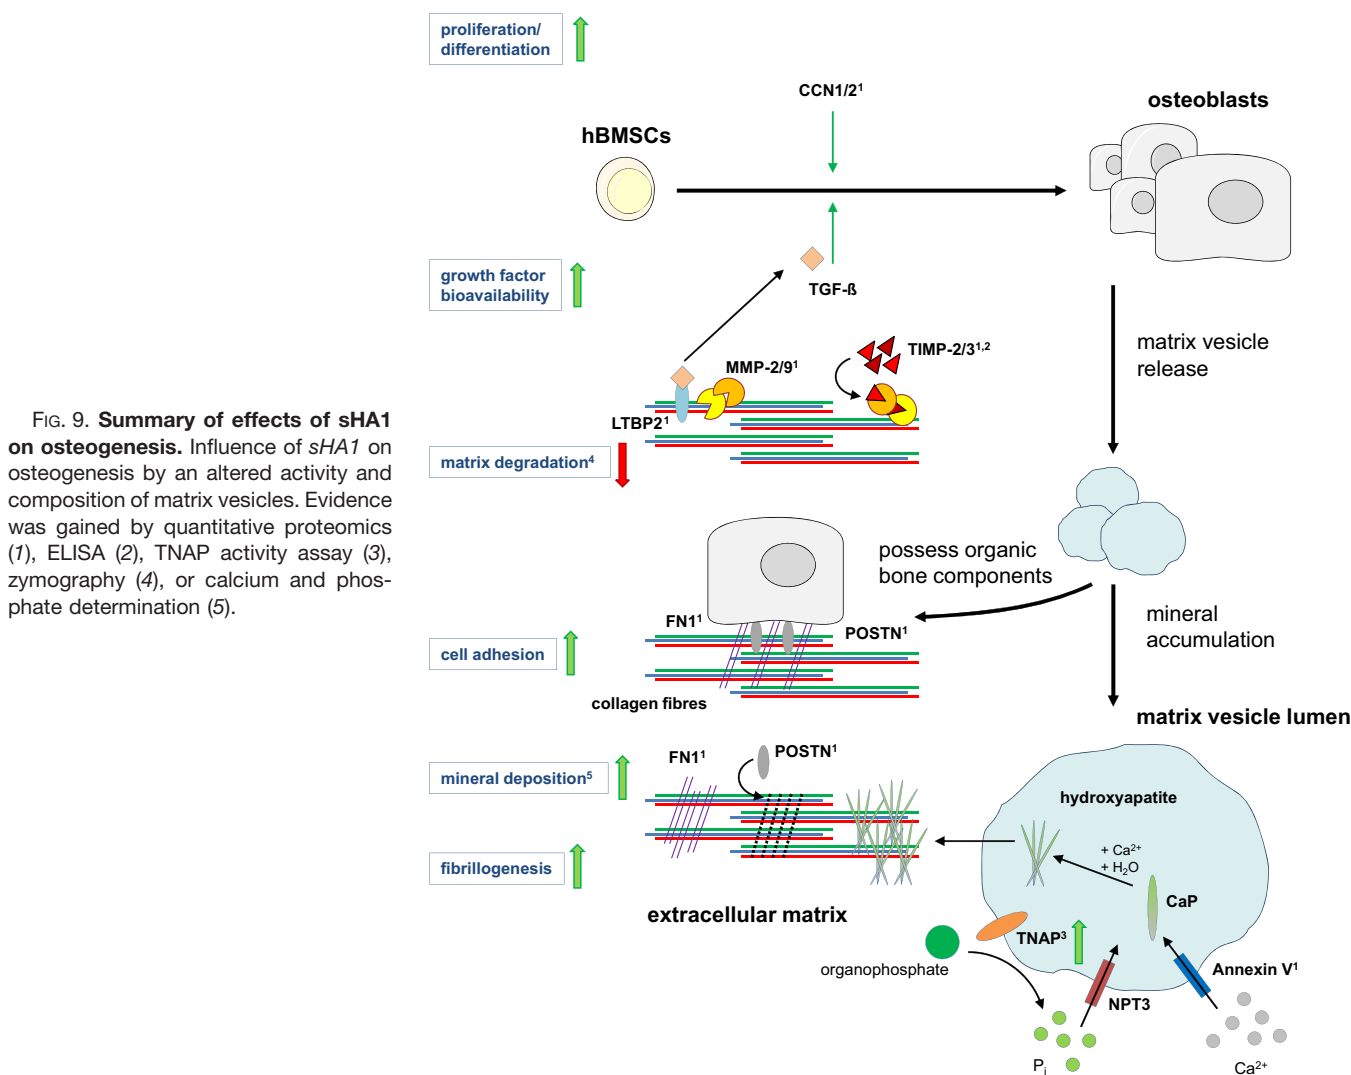 FIG. 9. Summary of effects of sHA1
on osteogenesis. Influence of sHA1 on
osteogenesis by an altered activity and
composition of matrix vesicles. Evidence
was gained by quantitative proteomics
(1), ELISA (2), TNAP activity assay (3),
zymography (4), or calcium and phos-
phate determination (5).
proliferation/
differentiation
CCN1/2¹
hBMSCs
osteoblasts
growth factor
bioavailability
TGF-ß
matrix vesicle
release
TIMP-2/3¹,²
MMP-2/9¹
LTBP2¹
matrix degradation⁴
possess organic
bone components
FN1¹
POSTN¹
mineral
accumulation
cell adhesion
collagen fibres
matrix vesicle lumen
FN1¹
POSTN¹
mineral deposition⁵
hydroxyapatite
+ Ca²⁺
+ H₂O
fibrillogenesis
CaP
extracellular matrix
TNAP³
organophosphate
Annexin V¹
NPT3
Pᵢ
Ca²⁺